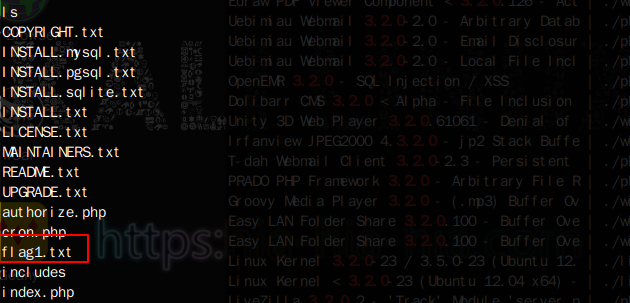 ls
COPYRIGHT.txt
INSTALL.mysql.txt
INSTALL.pgsql.txt
INSTALL.sqlite.txt
INSTALL.txt
LICENSE.txt
MAINTAINERS.txt
README.txt
UPGRADE.txt
authorize.php
cron.php
flag1.txt
includes
index.php
https:
Edraw PDF Viewer Component < 3.2.0.126 - Act | ./w
Uebimiau Webmail 3.2.0-2.0 - Arbitrary Datab | ./p
Uebimiau Webmail 3.2.0-2.0 - Email Disclosur | ./p
Uebimiau Webmail 3.2.0-2.0 - Local File Incl | ./p
OpenEMR 3.2.0 - SQL Injection / XSS | ./p
Dolibarr CMS 3.2.0 < Alpha - File Inclusion | ./p
Unity 3D Web Player 3.2.0.61061 - Denial of | ./w
Irfanview JPEG2000 4.3.2.0 - jp2 Stack Buffe | ./w
T-dah Webmail Client 3.2.0-2.3 - Persistent | ./p
PRADO PHP Framework 3.2.0 - Arbitrary File R | ./p
Groovy Media Player 3.2.0 - (.mp3) Buffer Ove | ./w
Easy LAN Folder Share 3.2.0.100 - Buffer Ove | ./w
Easy LAN Folder Share 3.2.0.100 - Buffer Ove | ./w
Linux Kernel 3.2.0-23 / 3.5.0-23 (Ubuntu 12. | ./l
Linux Kernel < 3.2.0-23 (Ubuntu 12.04 x64) - | ./l
LiveZilla 3.2.0.2 - 'Track' Module server.p |